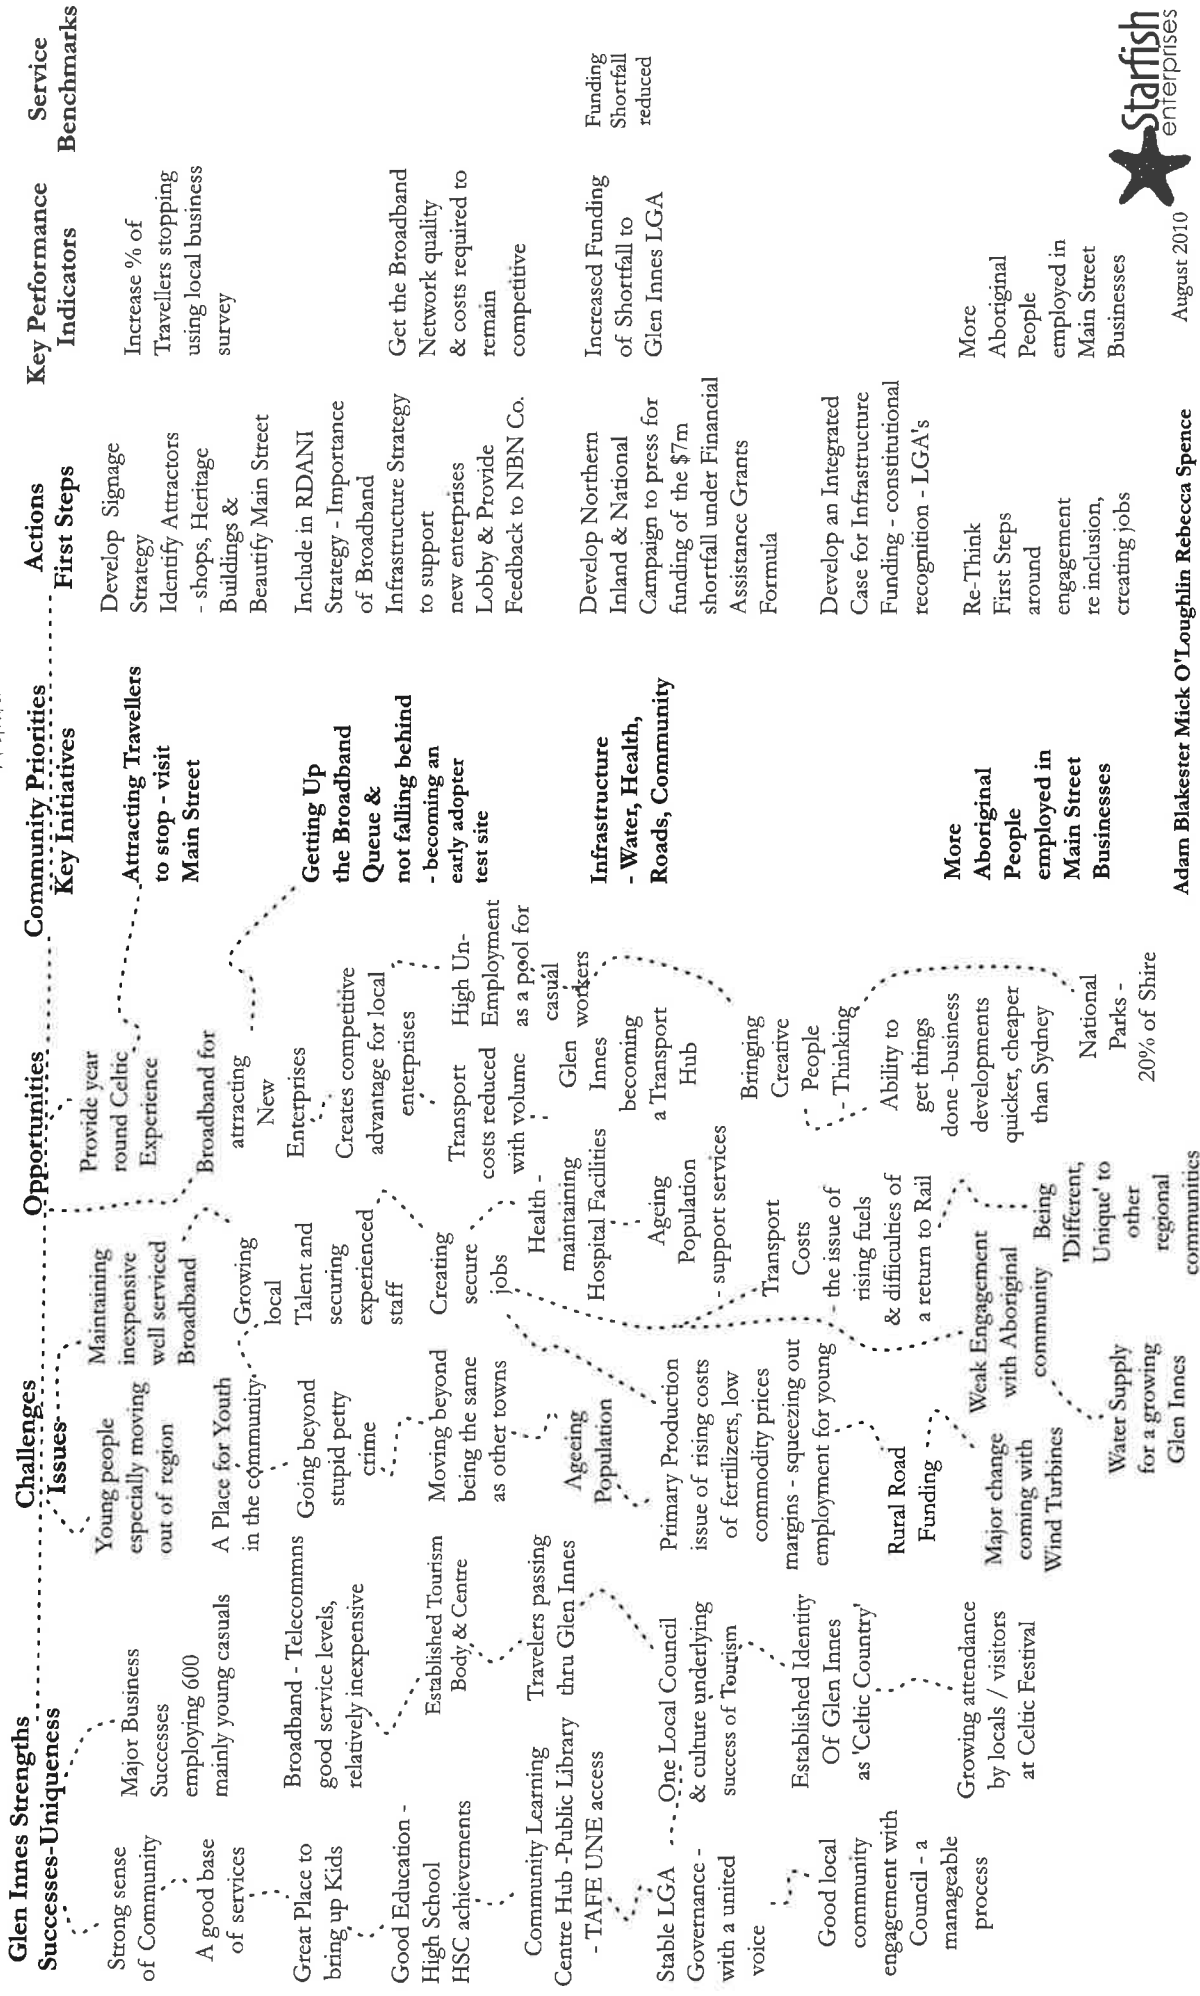 Glen Innes Strengths
Successes-Uniqueness
Strong sense
of Community
A good base
of services
Great Place to
bring up Kids
Good Education -
High School
HSC achievements
Community Learning
Centre Hub -Public Library
- TAFE UNE access
Stable LGA
Governance -
with a united
voice
Good local
community
engagement with
Council - a
manageable
process
Major Business
Successes
employing 600
mainly young casuals
Broadband - Telecommns
good service levels,
relatively inexpensive
Established Tourism
Body & Centre
Travelers passing
thru Glen Innes
One Local Council
& culture underlying
success of Tourism
Established Identity
Of Glen Innes
as 'Celtic Country'
Growing attendance
by locals / visitors
at Celtic Festival
Challenges
Issues
Young people
especially moving
out of region
A Place for Youth
in the community
Going beyond
stupid petty
crime
Moving beyond
being the same
as other towns
Ageing
Population
Primary Production
issue of rising costs
of fertilizers, low
commodity prices
margins - squeezing out
employment for young
Rural Road
Funding
Major change
coming with
Wind Turbines
Maintaining
inexpensive
well serviced
Broadband
Growing
local
Talent and
securing
experienced
staff
Creating
secure
jobs
Health -
maintaining
Hospital Facilities
Ageing
Population
- support services
Transport
Costs
- the issue of
rising fuels
& difficulties of
a return to Rail
Weak Engagement
with Aboriginal
community
Water Supply
for a growing
Glen Innes
Being
'Different,
Unique' to
other
regional
communities
Opportunities
Provide year
round Celtic
Experience
Broadband for
atrracting
New
Enterprises
Creates competitive
advantage for local
enterprises
Transport
costs reduced
with volume
High Un-
Employment
as a pool for
casual
workers
Glen
Innes
becoming
a Transport
Hub
Bringing
Creative
People
- Thinking
Ability to
get things
done -business
developments
quicker, cheaper
than Sydney
National
Parks -
20% of Shire
Community Priorities
Key Initiatives
Attracting Travellers
to stop - visit
Main Street
Getting Up
the Broadband
Queue &
not falling behind
- becoming an
early adopter
test site
Infrastructure
- Water, Health,
Roads, Community
More
Aboriginal
People
employed in
Main Street
Businesses
Actions
First Steps
Develop Signage
Strategy
Identify Attractors
- shops, Heritage
Buildings &
Beautify Main Street
Include in RDANI
Strategy - Importance
of Broadband
Infrastructure Strategy
to support
new enterprises
Lobby & Provide
Feedback to NBN Co.
Develop Northern
Inland & National
Campaign to press for
funding of the $7m
shortfall under Financial
Assistance Grants
Formula
Develop an Integrated
Case for Infrastructure
Funding - constitutional
recognition - LGA's
Re-Think
First Steps
around
engagement
re inclusion,
creating jobs
Key Performance
Indicators
Increase % of
Travellers stopping
using local business
survey
Get the Broadband
Network quality
& costs required to
remain
competitive
Increased Funding
of Shortfall to
Glen Innes LGA
More
Aboriginal
People
employed in
Main Street
Businesses
Service
Benchmarks
Funding
Shortfall
reduced
Adam Blakester Mick O'Loughlin Rebecca Spence
August 2010
Starfish
enterprises